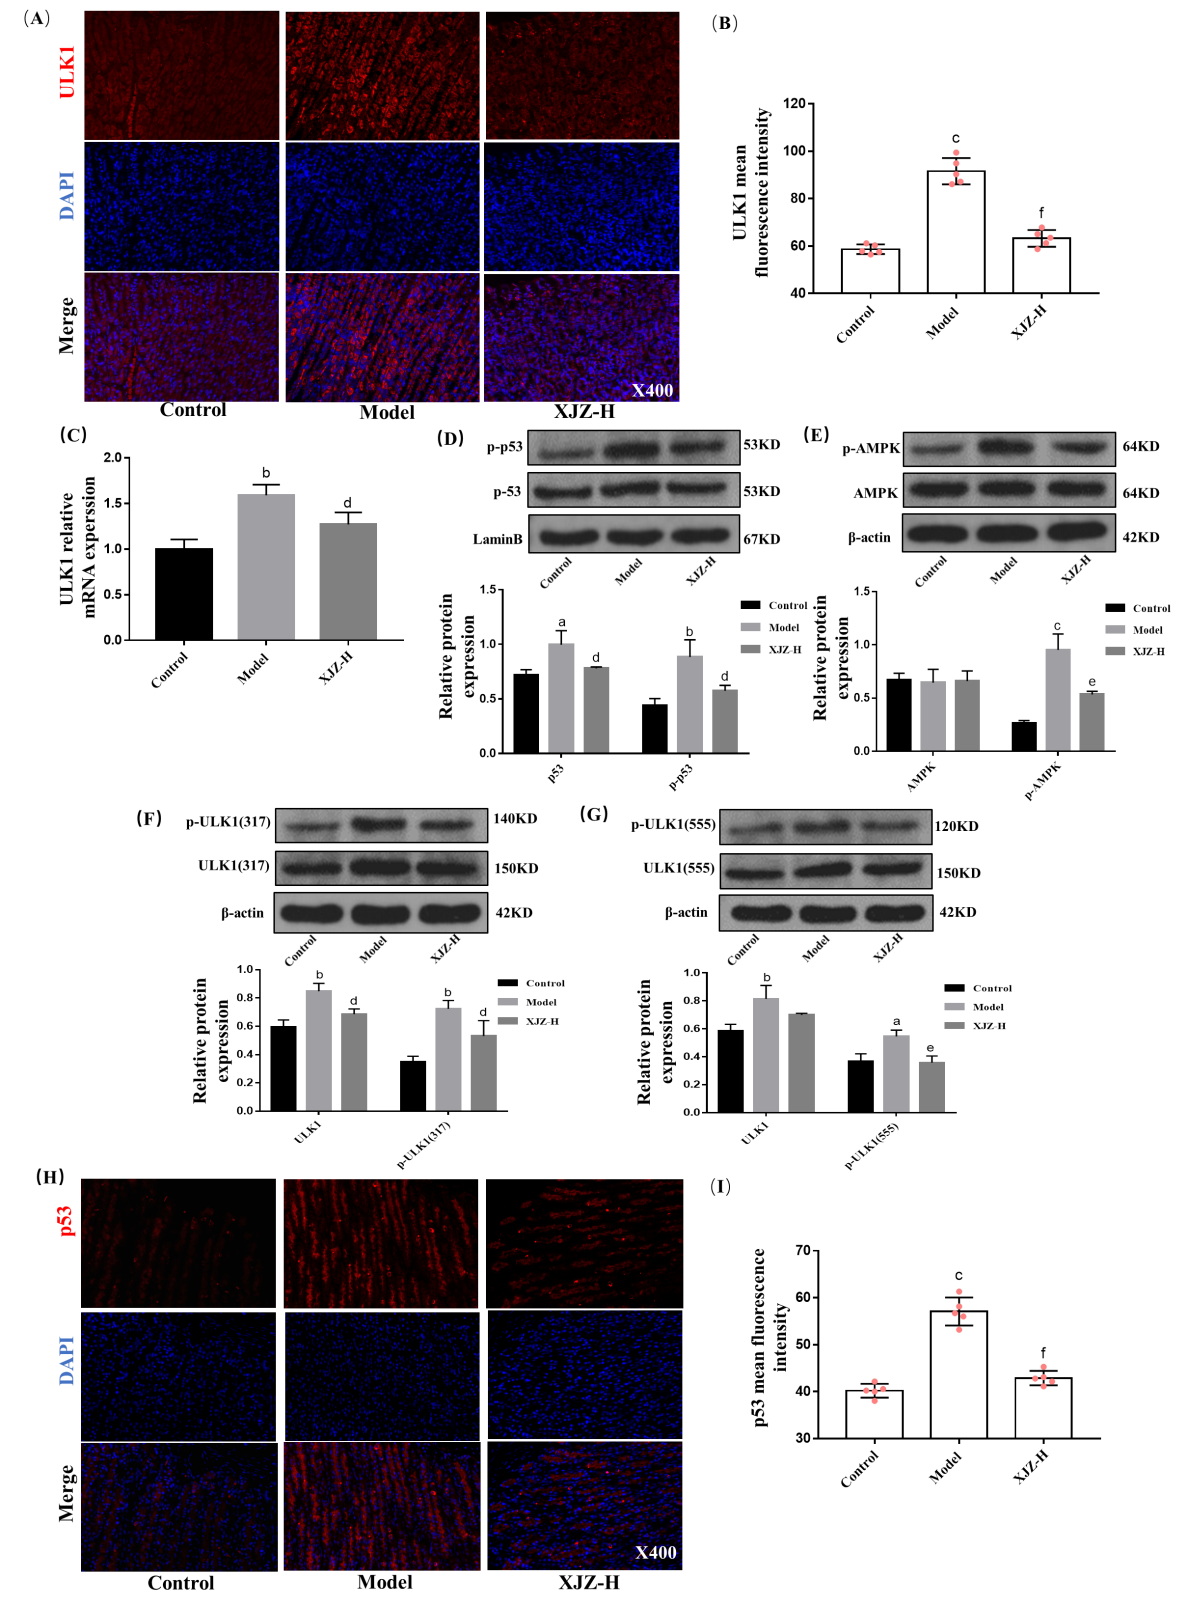 (A)
ULK1
DAPI
Merge
X400
Control
Model
XJZ-H
(B)
ULK1 mean
fluorescence intensity
120
100
80
60
40
c
f
Control
Model
XJZ-H
(C)
ULK1 relative
mRNA experssion
2.0
1.5
1.0
0.5
0.0
b
d
Control
Model
XJZ-H
(D)
p-p53
53KD
p-53
53KD
LaminB
67KD
Control
Model
XJZ-H
Relative protein
expression
1.5
1.0
0.5
0.0
a
d
b
d
p53
p-p53
Control
Model
XJZ-H
(E)
p-AMPK
64KD
AMPK
64KD
β-actin
42KD
Control
Model
XJZ-H
Relative protein
expression
1.5
1.0
0.5
0.0
c
e
AMPK
p-AMPK
Control
Model
XJZ-H
(F)
p-ULK1(317)
140KD
ULK1(317)
150KD
β-actin
42KD
Control
Model
XJZ-H
Relative protein
expression
1.0
0.8
0.6
0.4
0.2
0.0
b
d
b
d
ULK1
p-ULK1(317)
Control
Model
XJZ-H
(G)
p-ULK1(555)
120KD
ULK1(555)
150KD
β-actin
42KD
Control
Model
XJZ-H
Relative protein
expression
1.0
0.8
0.6
0.4
0.2
0.0
b
a
e
ULK1
p-ULK1(555)
Control
Model
XJZ-H
(H)
p53
DAPI
Merge
X400
Control
Model
XJZ-H
(I)
p53 mean fluorescence
intensity
70
60
50
40
30
c
f
Control
Model
XJZ-H